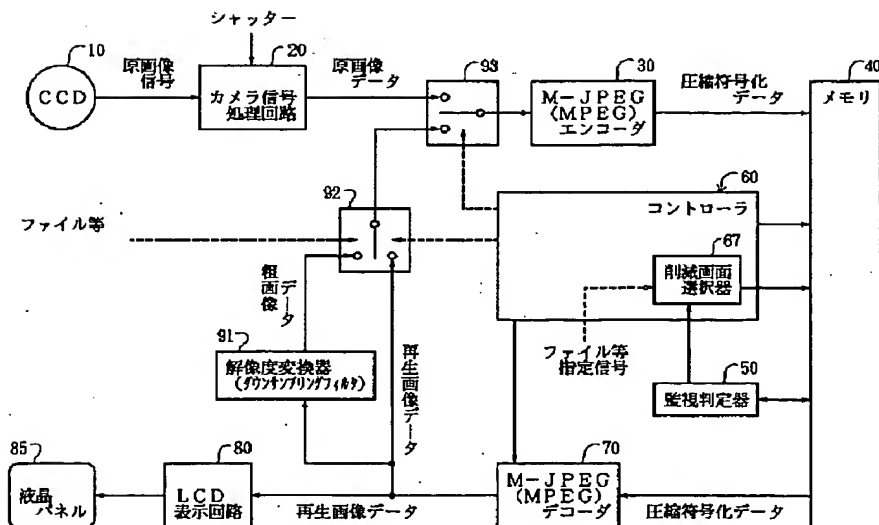 シャッター
10
20
93
30
40
CCD
原画像
信号
カメラ信号
処理回路
原画像
データ
M-JPEG
(MPEG)
エンコーダ
圧縮符号化
データ
メモリ
92
60
コントローラ
ファイル等
67
削減画面
選択器
粗画像
データ
ファイル等
指定信号
91
解像度変換器
(ダウンサンプリングフィルタ)
再生画像データ
50
監視判定器
85
80
70
液晶
パネル
LCD
表示回路
再生画像データ
M-JPEG
(MPEG)
デコーダ
圧縮符号化データ